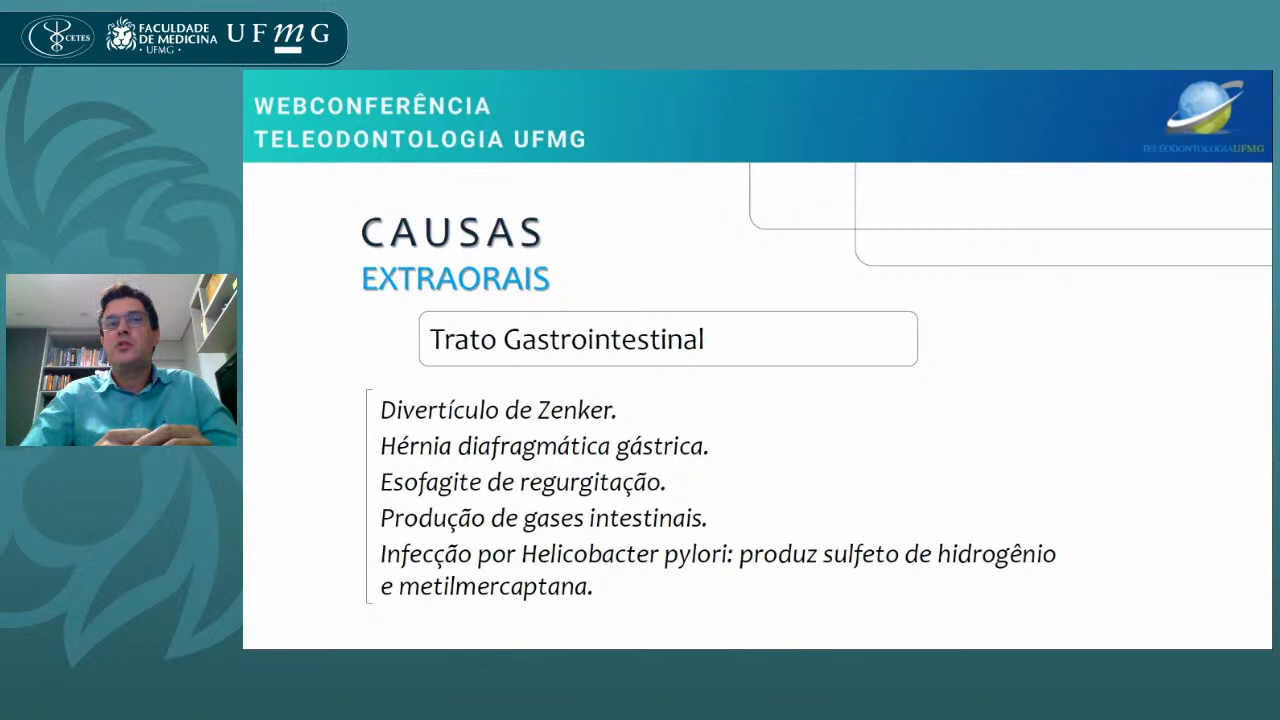 CETES
FACULDADE
DE MEDICINA
• UFMG •
UFmG
WEBCONFERÊNCIA
TELEODONTOLOGIA UFMG
TELEODONTOLOGIAUFMG
CAUSAS
EXTRAORAIS
Trato Gastrointestinal
Divertículo de Zenker.
Hérnia diafragmática gástrica.
Esofagite de regurgitação.
Produção de gases intestinais.
Infecção por Helicobacter pylori: produz sulfeto de hidrogênio
e metilmercaptana.